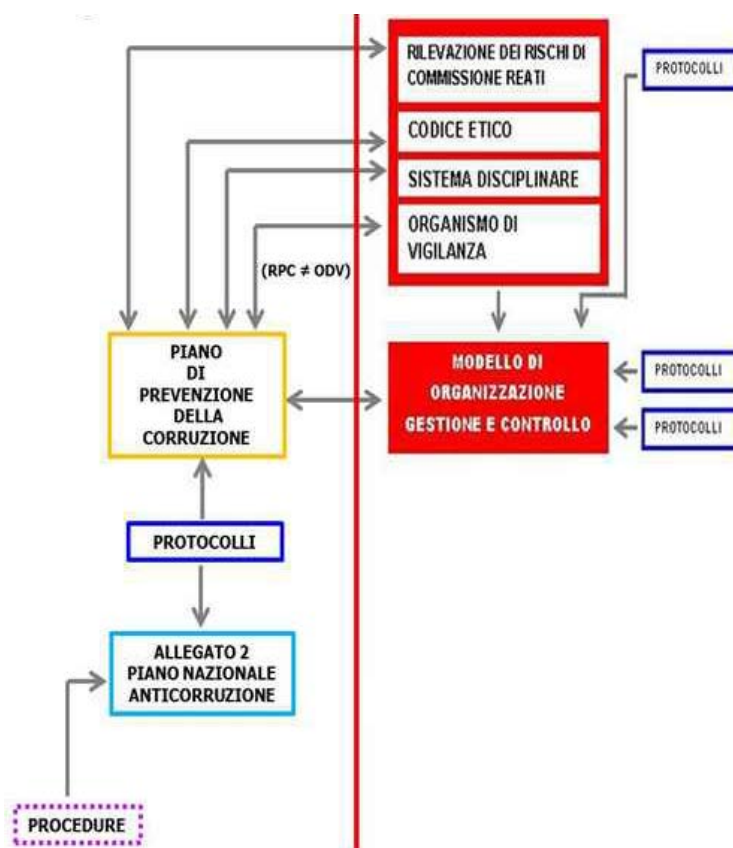 RILEVAZIONE DEI RISCHI DI
COMMISSIONE REATI
PROTOCOLLI
CODICE ETICO
SISTEMA DISCIPLINARE
ORGANISMO DI
VIGILANZA
(RPC ≠ ODV)
PIANO
DI
PREVENZIONE
DELLA
CORRUZIONE
MODELLO DI
ORGANIZZAZIONE
GESTIONE E CONTROLLO
PROTOCOLLI
PROTOCOLLI
PROTOCOLLI
ALLEGATO 2
PIANO NAZIONALE
ANTICORRUZIONE
PROCEDURE